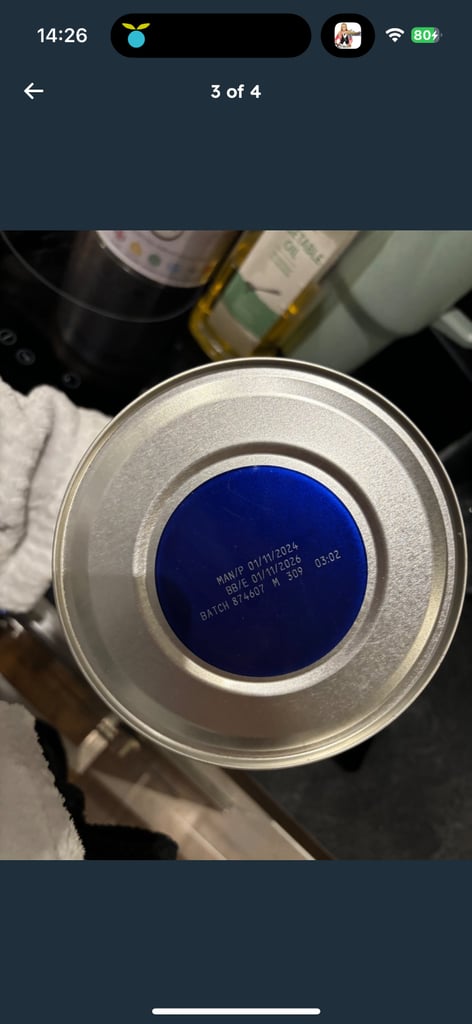 14:26
80
3 of 4
ETABLE
OIL
MAN/P 01/11/2024
BB/E 01/11/2026 03:02
BATCH 874607 M 309